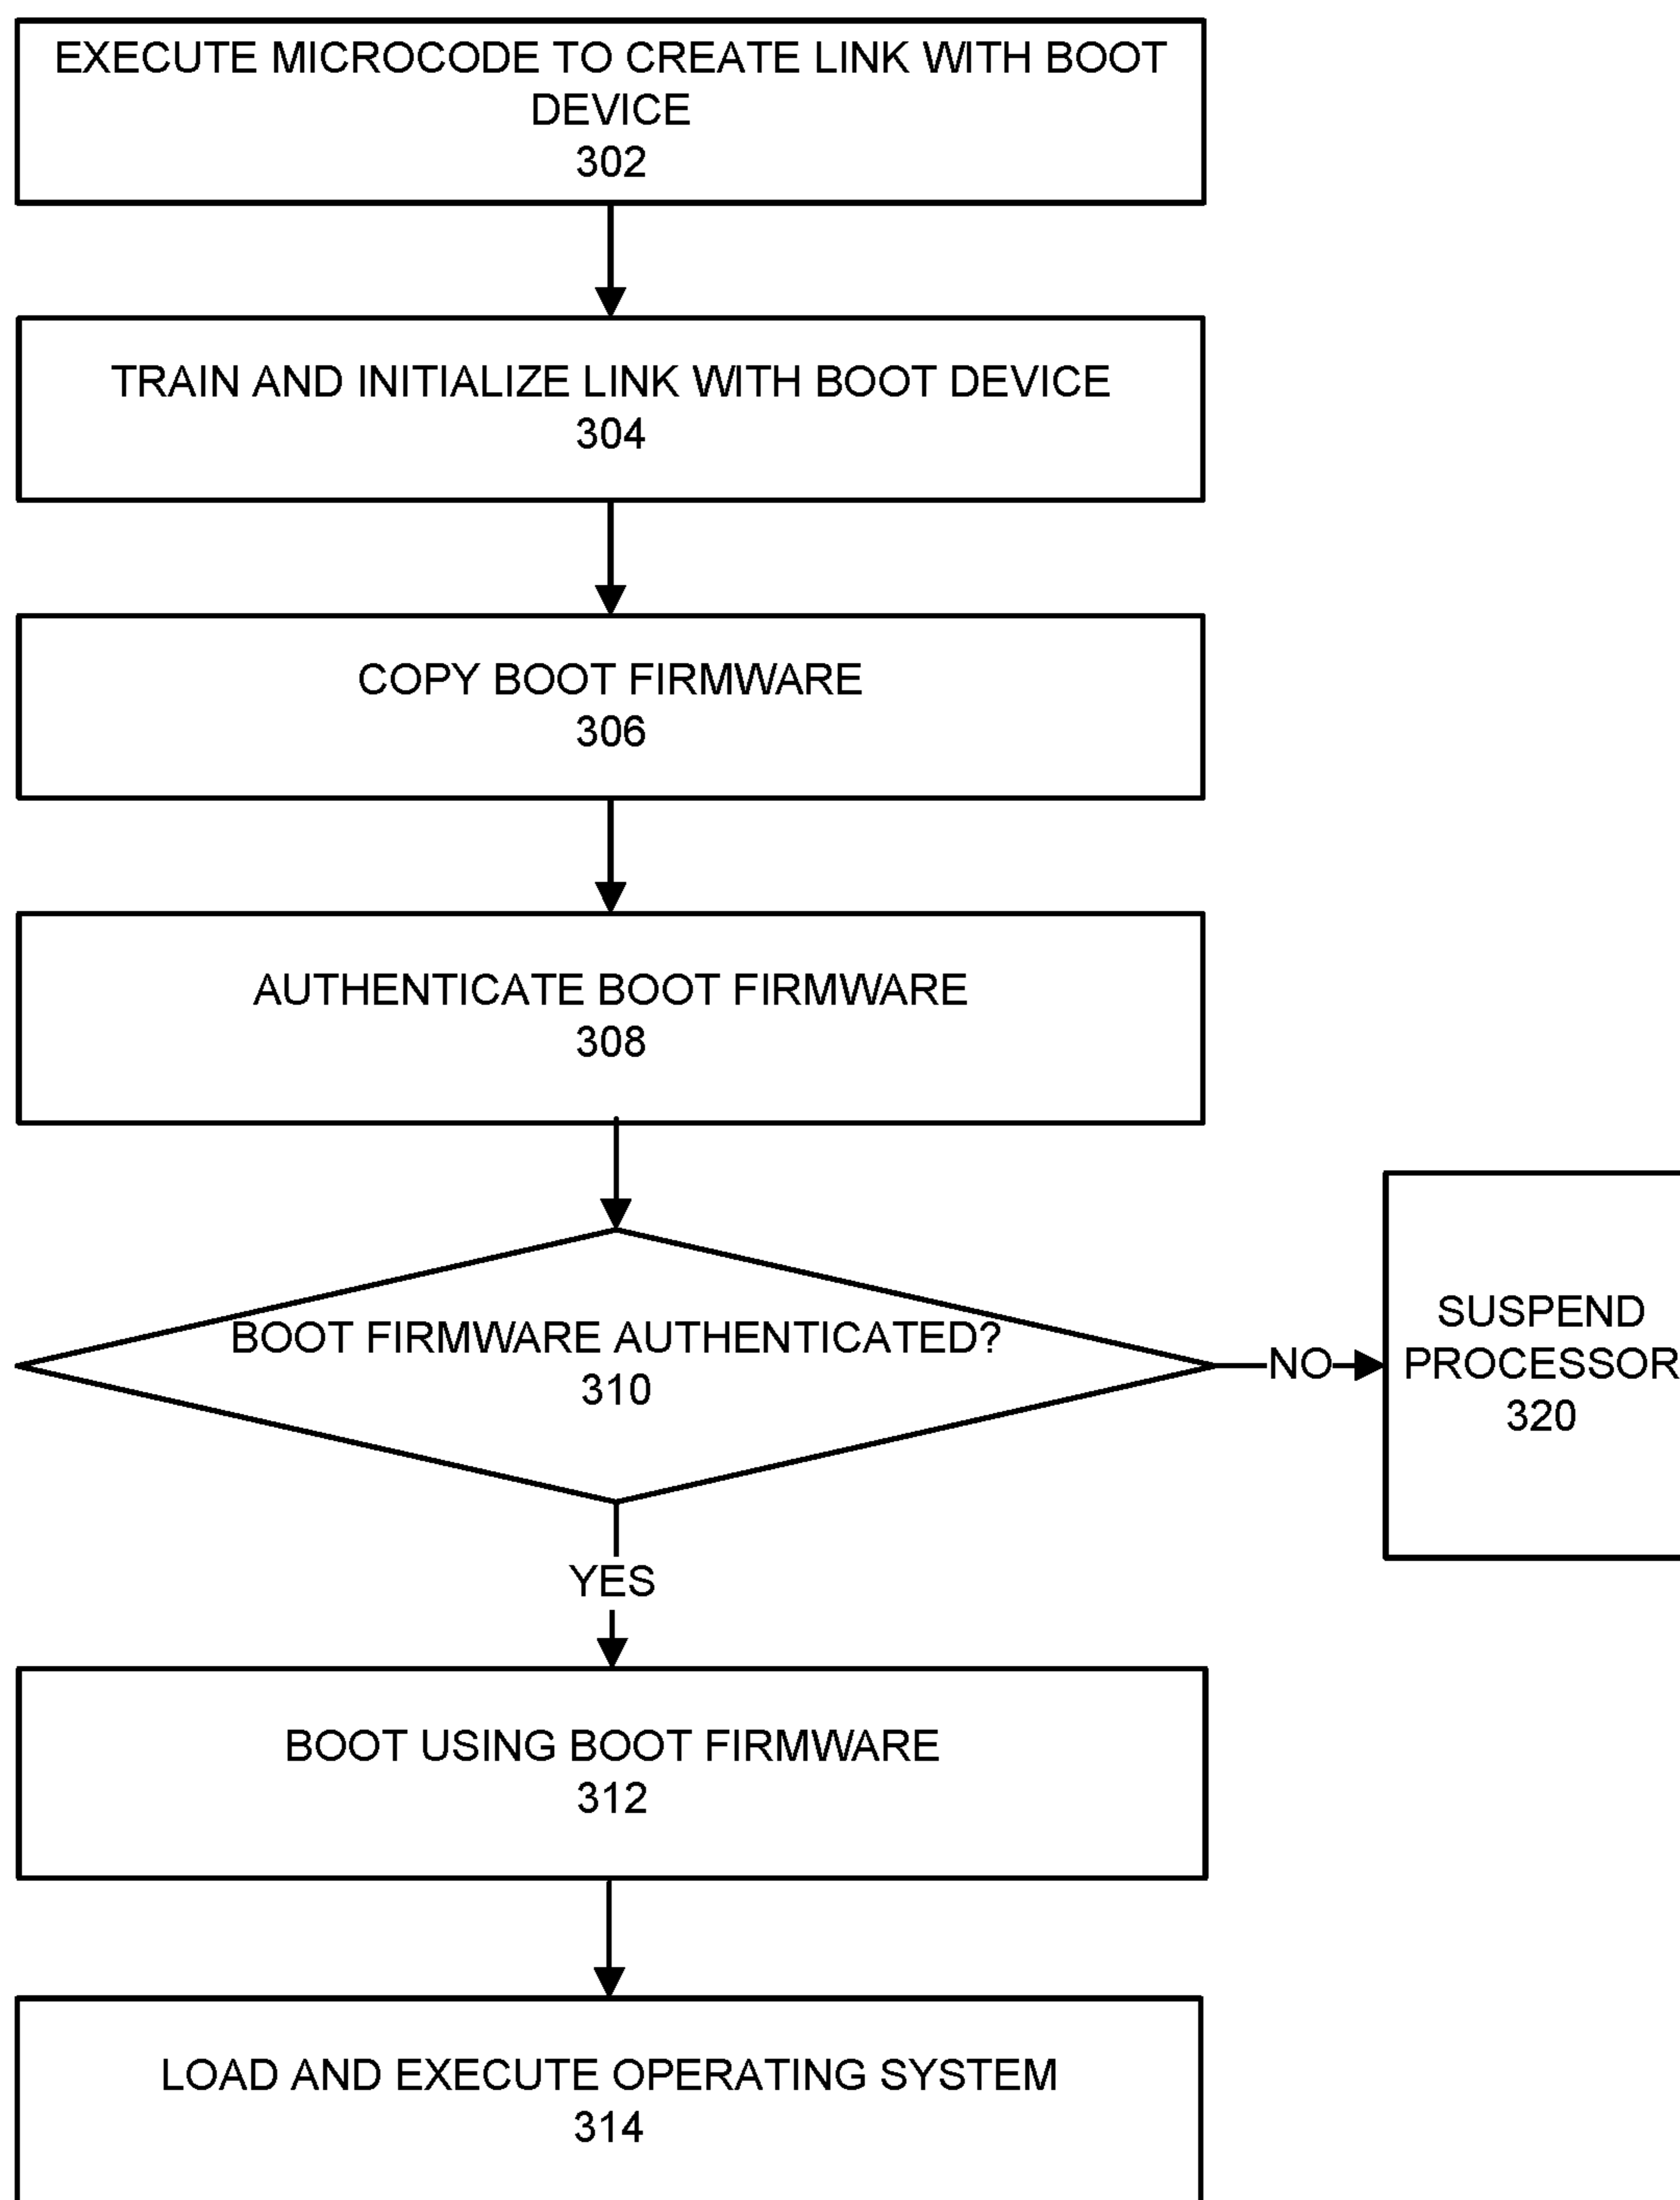 EXECUTE MICROCODE TO CREATE LINK WITH BOOT
DEVICE
302
TRAIN AND INITIALIZE LINK WITH BOOT DEVICE
304
COPY BOOT FIRMWARE
306
AUTHENTICATE BOOT FIRMWARE
308
BOOT FIRMWARE AUTHENTICATED?
310
NO
SUSPEND
PROCESSOR
320
YES
BOOT USING BOOT FIRMWARE
312
LOAD AND EXECUTE OPERATING SYSTEM
314